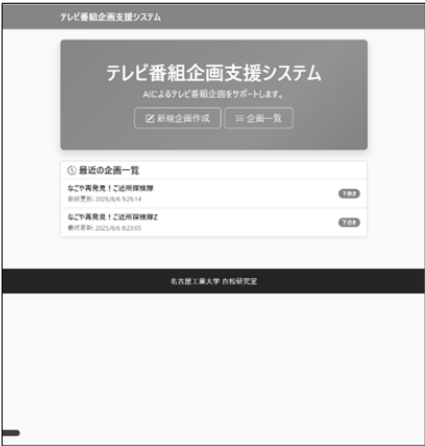 テレビ番組企画支援システム
テレビ番組企画支援システム
AIによるテレビ番組企画をサポートします。
新規企画作成
企画一覧
最近の企画一覧
なごや再発見！ご近所探検隊
下書き
最終更新: 2025/8/6 9:25:14
なごや再発見！ご近所探検隊Z
下書き
最終更新: 2025/8/6 8:23:05
名古屋工業大学 白松研究室